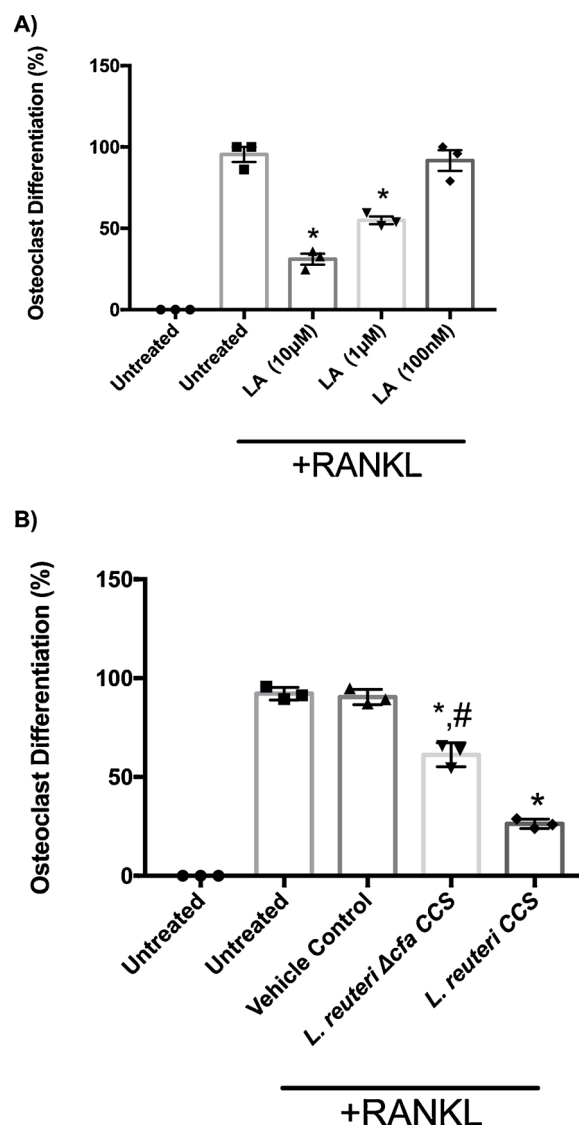 A)
Osteoclast Differentiation (%)
150
100
50
0
*
*
Untreated
Untreated
LA (10µM)
LA (1µM)
LA (100nM)
+RANKL
B)
Osteoclast Differentiation (%)
150
100
50
0
*,#
*
Untreated
Untreated
Vehicle Control
L. reuteri Δcfa CCS
L. reuteri CCS
+RANKL